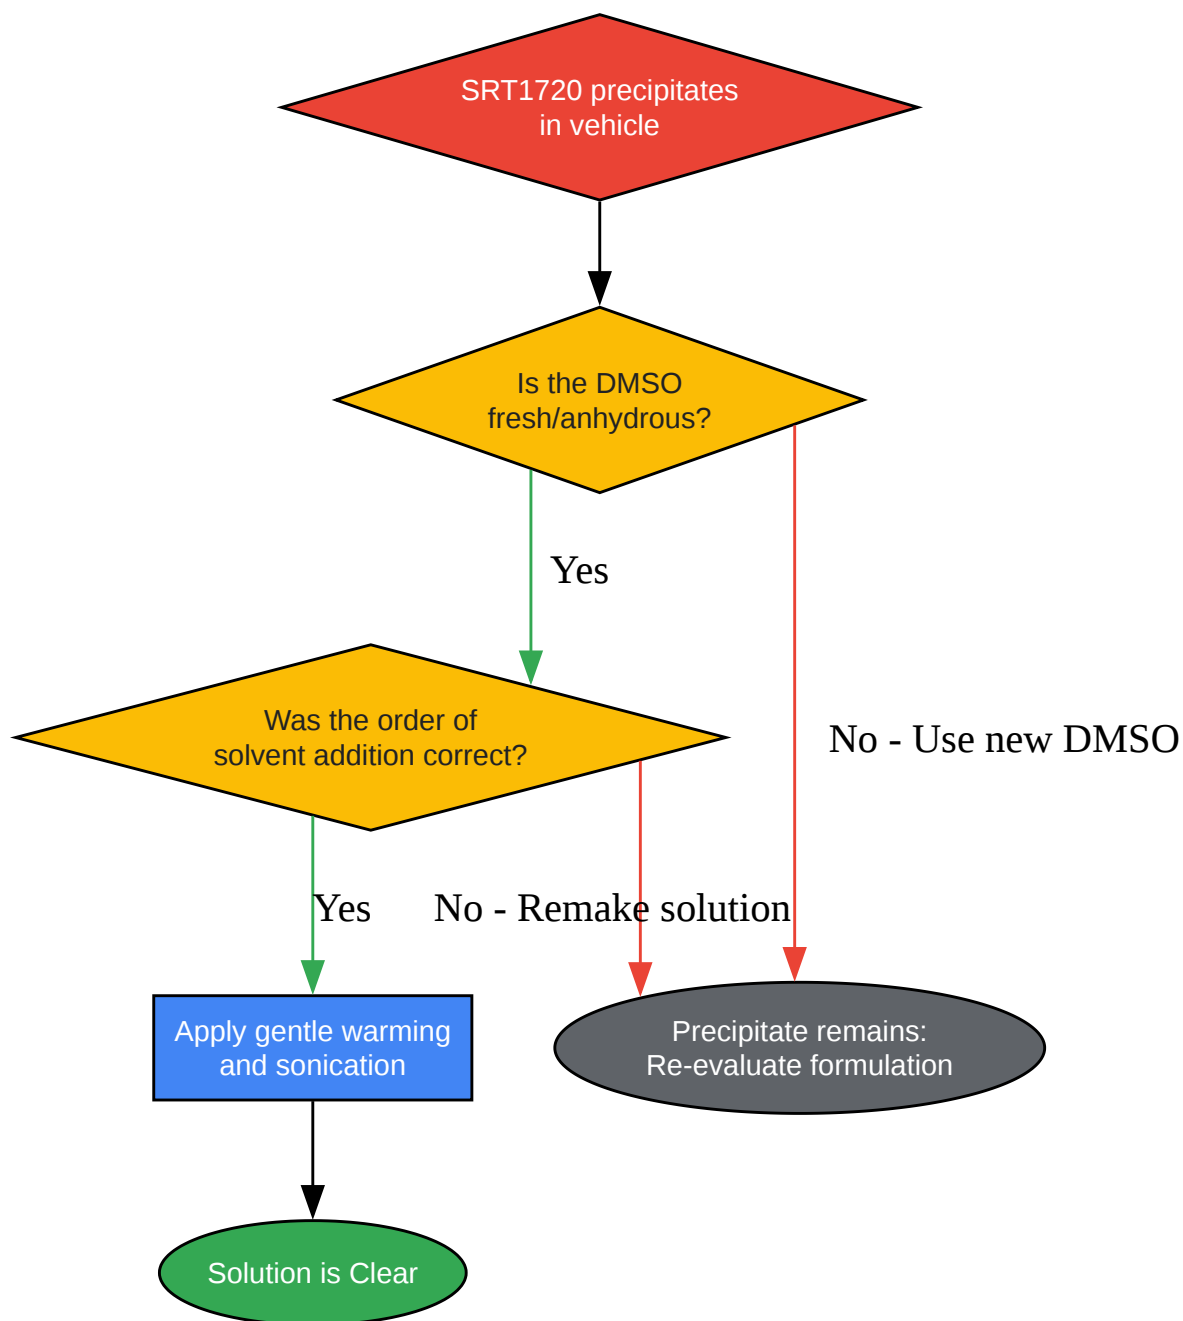 SRT1720 precipitates
in vehicle
Is the DMSO
fresh/anhydrous?
Yes
Was the order of
solvent addition correct?
No - Use new DMSO
Yes
No - Remake solution
Apply gentle warming
and sonication
Precipitate remains:
Re-evaluate formulation
Solution is Clear